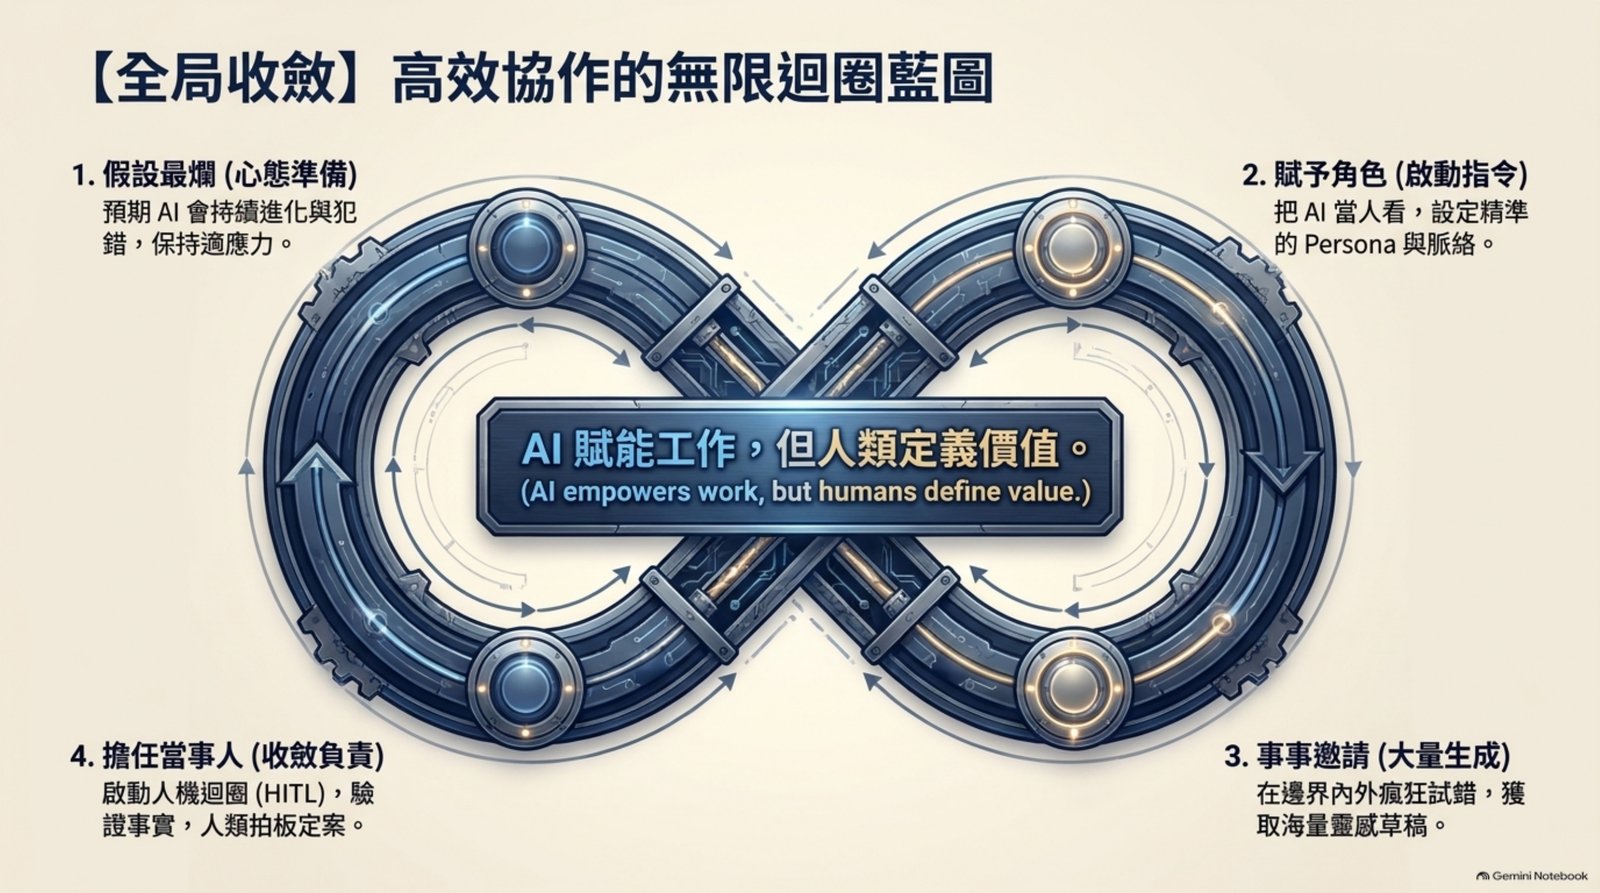 【全局收斂】高效協作的無限迴圈藍圖
1. 假設最爛 (心態準備)
預期 AI 會持續進化與犯
錯，保持適應力。
2. 賦予角色 (啟動指令)
把 AI 當人看，設定精準
的 Persona 與脈絡。
AI 賦能工作，但人類定義價值。
(AI empowers work, but humans define value.)
4. 擔任當事人 (收斂負責)
啟動人機迴圈 (HITL)，驗
證事實，人類拍板定案。
3. 事事邀請 (大量生成)
在邊界內外瘋狂試錯，獲
取海量靈感草稿。
Gemini Notebook